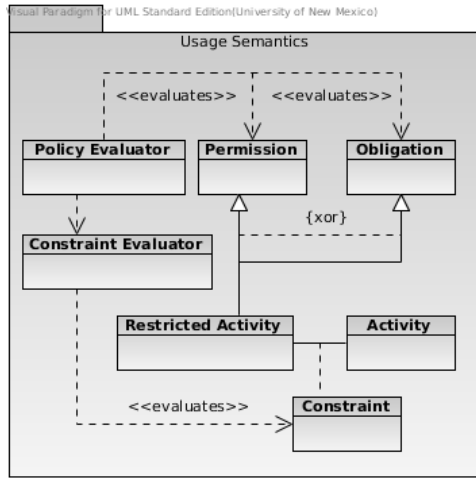 Visual Paradigm for UML Standard Edition(University of New Mexico)
Usage Semantics
<<evaluates>> <<evaluates>>
Policy Evaluator Permission Obligation
{xor}
Constraint Evaluator
Restricted Activity Activity
<<evaluates>> Constraint